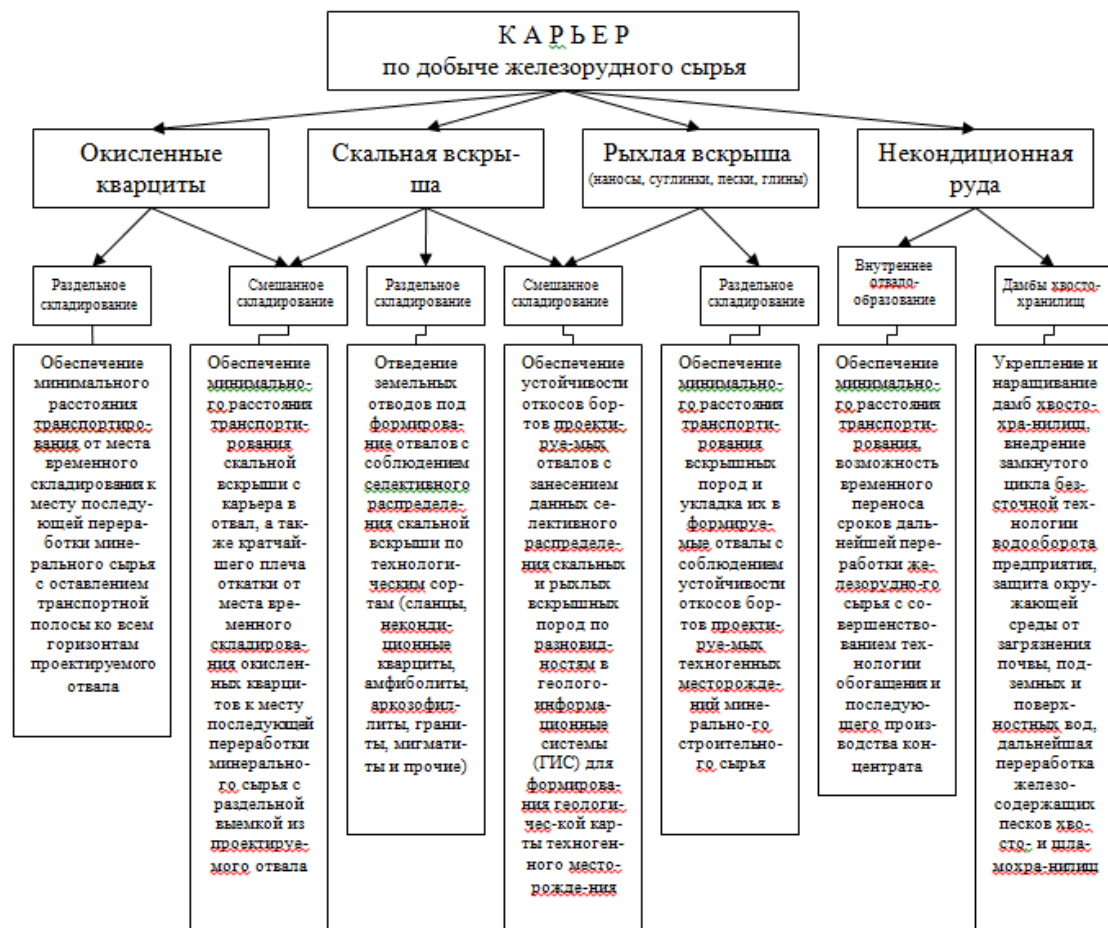 К А Р Ь Е Р
по добыче железорудного сырья
Окисленные
кварциты
Скальная вскры-
ша
Рыхлая вскрыша
(наносы, суглинки, пески, глины)
Некондиционная
руда
Раздельное
складирование
Смешанное
складирование
Раздельное
складирование
Смешанное
складирование
Раздельное
складирование
Внутреннее
отвало-
образование
Дамбы хвосто-
хранилищ
Обеспечение
минимального
расстояния
транспортиро-
вания от места
временного
складирования к
месту последу-
ющей перера-
ботки мине-
рального сырья
с оставлением
транспортной
полосы ко всем
горизонтам
проектируемого
отвала
Обеспечение
минимально-
го расстояния
транспорти-
рования
скальной
вскрыши с
карьера в
отвал, а так-
же кратчай-
шего плеча
откатки от
места вре-
менного
складирова-
ния окислен-
ных кварци-
тов к месту
последующей
переработки
минерально-
го сырья с
раздельной
выемкой из
проектируе-
мого отвала
Отведение
земельных
отводов под
формирова-
ние отвалов с
соблюдением
селективного
распределе-
ния скальной
вскрыши по
технологи-
ческим сор-
там (сланцы,
неконди-
ционные
кварциты,
амфиболиты,
аркозофил-
литы, грани-
ты, мигмати-
ты и прочие)
Обеспечение
устойчивости
откосов бор-
тов проекти-
руе-мых
отвалов с
занесением
данных се-
лективного
распределе-
ния скальных
и рыхлых
вскрышных
пород по
разновид-
ностям в
геолого-
информа-
ционные
системы
(ГИС) для
формирова-
ния геологи-
чес-кой кар-
ты техноген-
ного место-
рожде-ния
Обеспечение
минимально-
го расстояния
транспорти-
рования
вскрышных
пород и
укладка их в
формируе-
мые отвалы с
соблюдением
устойчивости
откосов бор-
тов проекти-
руе-мых
техногенных
месторожде-
ний мине-
рально-го
строительно-
го сырья
Обеспечение
минимально-
го расстояния
транспорти-
рования,
возможность
временного
переноса
сроков даль-
нейшей пере-
работки же-
лезорудно-го
сырья с со-
вершенство-
ванием тех-
нологии
обогащения и
последую-
щего произ-
водства кон-
центрата
Укрепление и
наращивание
дамб хвосто-
хра-нилищ,
внедрение
замкнутого
цикла без-
сточной тех-
нологии
водооборота
предприятия,
защита окру-
жающей
среды от
загрязнения
почвы, под-
земных и
поверх-
ностных вод,
дальнейшая
переработка
железо-
содержащих
песков хво-
сто- и шла-
мохра-нилищ